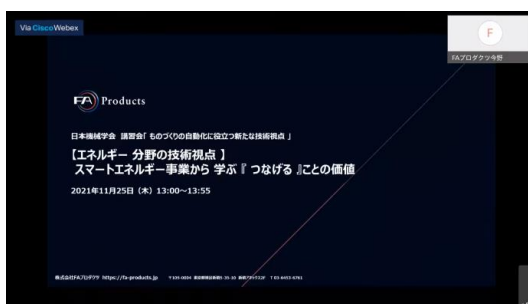 Via Cisco Webex
F
FAプロダクツ今野
FA Products
日本機械学会 講習会「 ものづくりの自動化に役立つ新たな技術視点 」
【エネルギー 分野の技術視点 】
スマートエネルギー事業から 学ぶ『 つなげる 』ことの価値
2021年11月25日（木）13:00～13:55
株式会社FAプロダクツ https://fa-products.jp